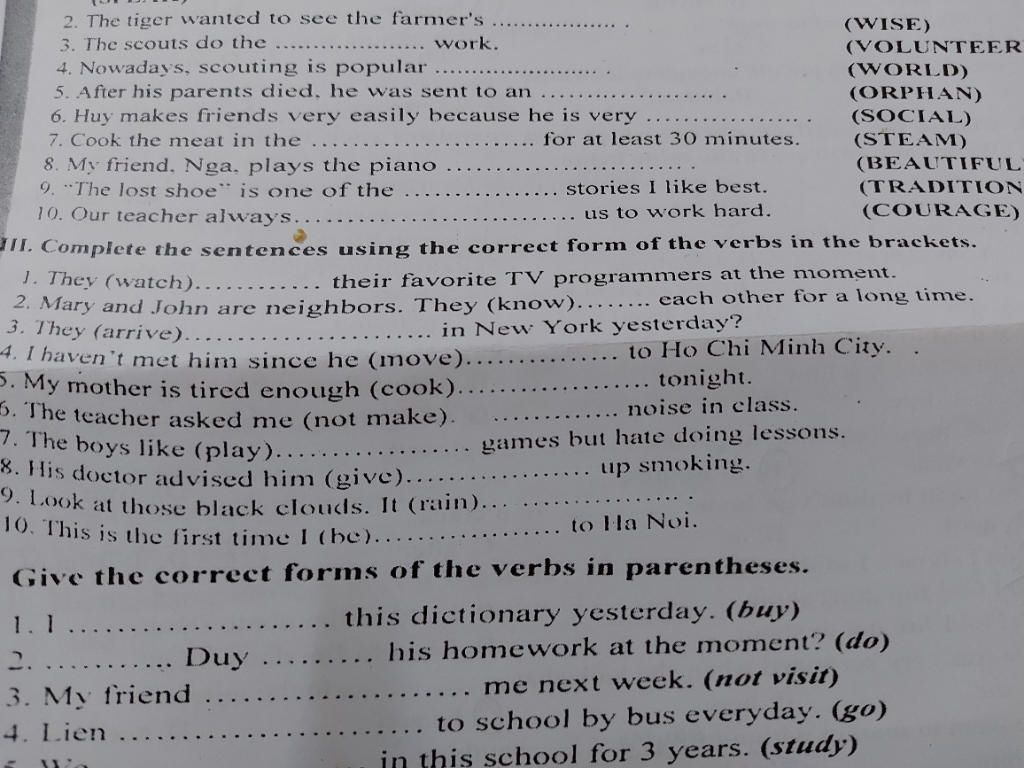 2. The tiger wanted to see the farmer's .................. . (WISE)
3. The scouts do the ...................... work. (VOLUNTEER
4. Nowadays, scouting is popular .......................... . (WORLD)
5. After his parents died, he was sent to an .......................... . (ORPHAN)
6. Huy makes friends very easily because he is very .................... . (SOCIAL)
7. Cook the meat in the .......................... for at least 30 minutes. (STEAM)
8. My friend, Nga, plays the piano .............................. . (BEAUTIFUL
9. "The lost shoe" is one of the .................. stories I like best. (TRADITION
10. Our teacher always................................ us to work hard. (COURAGE)
III. Complete the sentences using the correct form of the verbs in the brackets.
1. They (watch)............ their favorite TV programmers at the moment.
2. Mary and John are neighbors. They (know)........ each other for a long time.
3. They (arrive)............................ in New York yesterday?
4. I haven't met him since he (move)................. to Ho Chi Minh City. .
5. My mother is tired enough (cook)..................... tonight.
6. The teacher asked me (not make). ............. noise in class.
7. The boys like (play)..................... games but hate doing lessons.
8. His doctor advised him (give)..................... up smoking.
9. Look at those black clouds. It (rain)... .................... .
10. This is the first time I (be)..................... to Ha Noi.
Give the correct forms of the verbs in parentheses.
1. I .......................... this dictionary yesterday. (buy)
2. ............ Duy ......... his homework at the moment? (do)
3. My friend .......................... me next week. (not visit)
4. Lien .............................. to school by bus everyday. (go)
in this school for 3 years. (study)